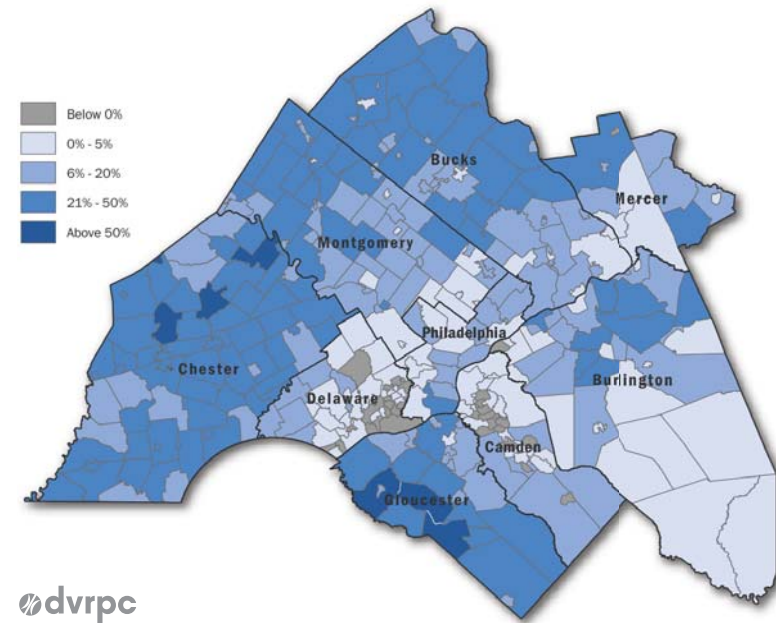 Below 0%
0% - 5%
6% - 20%
21% - 50%
Above 50%
Bucks
Mercer
Montgomery
Philadelphia
Chester
Burlington
Delaware
Camden
Gloucester
dvrpc